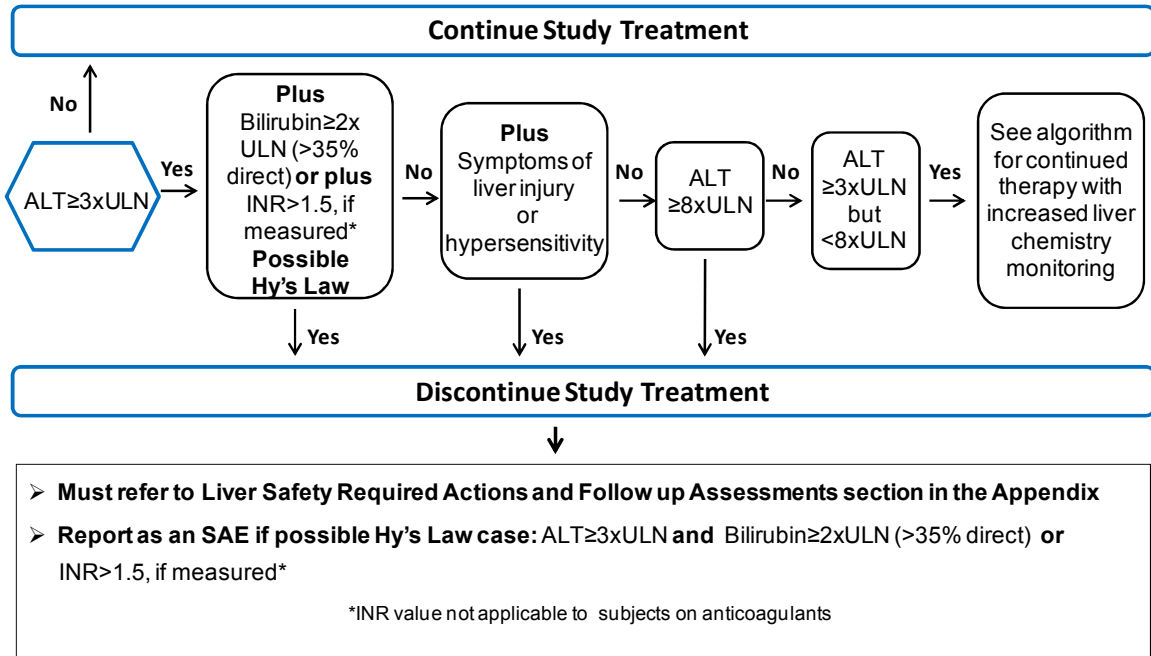 Continue Study Treatment
No
ALT≥3xULN
Yes
Plus
Bilirubin≥2x
ULN (>35%
direct) or plus
INR>1.5, if
measured*
Possible
Hy's Law
No
Plus
Symptoms of
liver injury
or
hypersensitivity
No
ALT
≥8xULN
No
ALT
≥3xULN
but
<8xULN
Yes
See algorithm
for continued
therapy with
increased liver
chemistry
monitoring
Yes
Yes
Yes
Discontinue Study Treatment
➢ Must refer to Liver Safety Required Actions and Follow up Assessments section in the Appendix
➢ Report as an SAE if possible Hy's Law case: ALT≥3xULN and Bilirubin≥2xULN (>35% direct) or
INR>1.5, if measured*
*INR value not applicable to subjects on anticoagulants